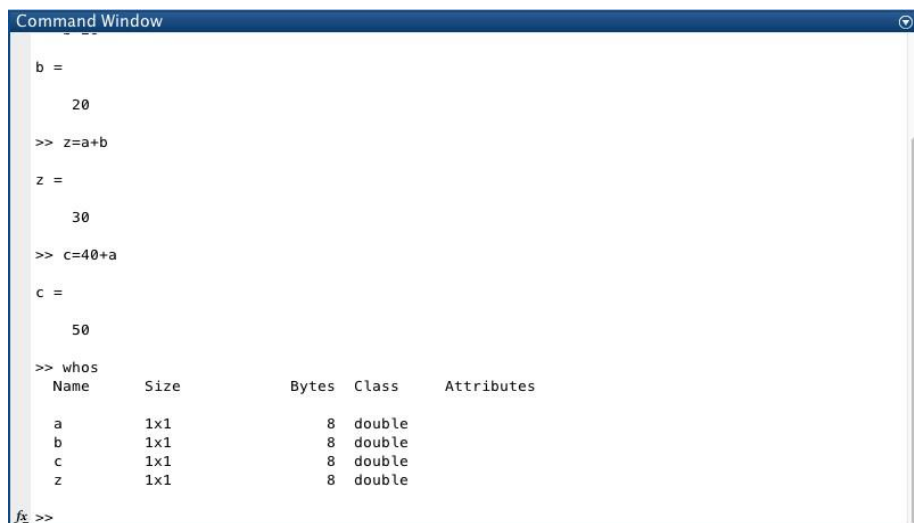 Command Window
b =
20
>> z=a+b
z =
30
>> c=40+a
c =
50
>> whos
Name Size Bytes Class Attributes
a 1x1 8 double
b 1x1 8 double
c 1x1 8 double
z 1x1 8 double
fx >>